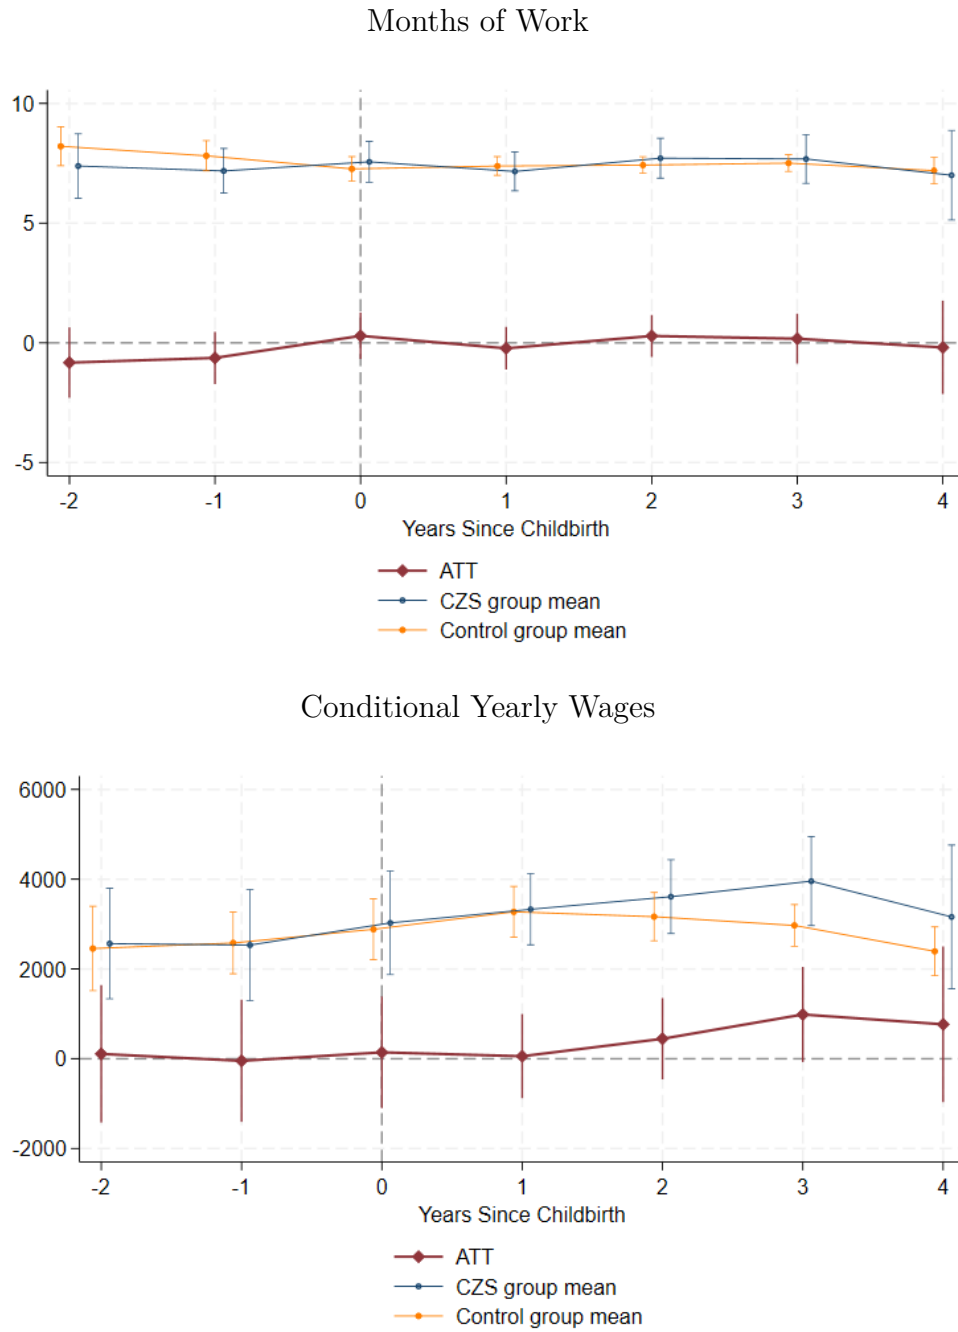 Months of Work
10
5
0
-5
-2 -1 0 1 2 3 4
Years Since Childbirth
ATT
CZS group mean
Control group mean
Conditional Yearly Wages
6000
4000
2000
0
-2000
-2 -1 0 1 2 3 4
Years Since Childbirth
ATT
CZS group mean
Control group mean